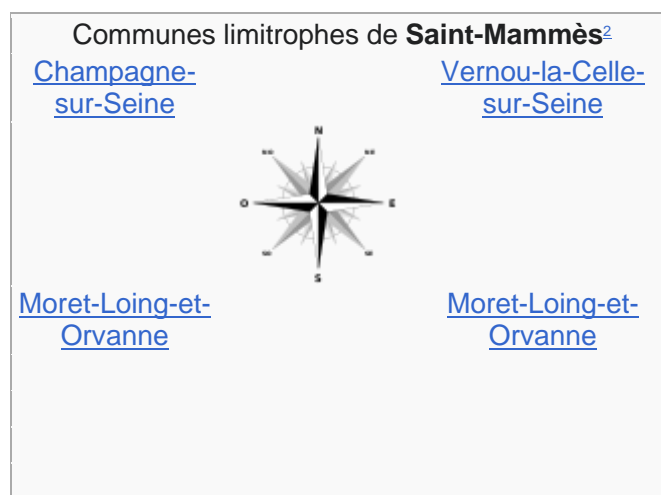 Communes limitrophes de Saint-Mammès2
Champagne-
sur-Seine
Vernou-la-Celle-
sur-Seine
N
O
E
S
Moret-Loing-et-
Orvanne
Moret-Loing-et-
Orvanne